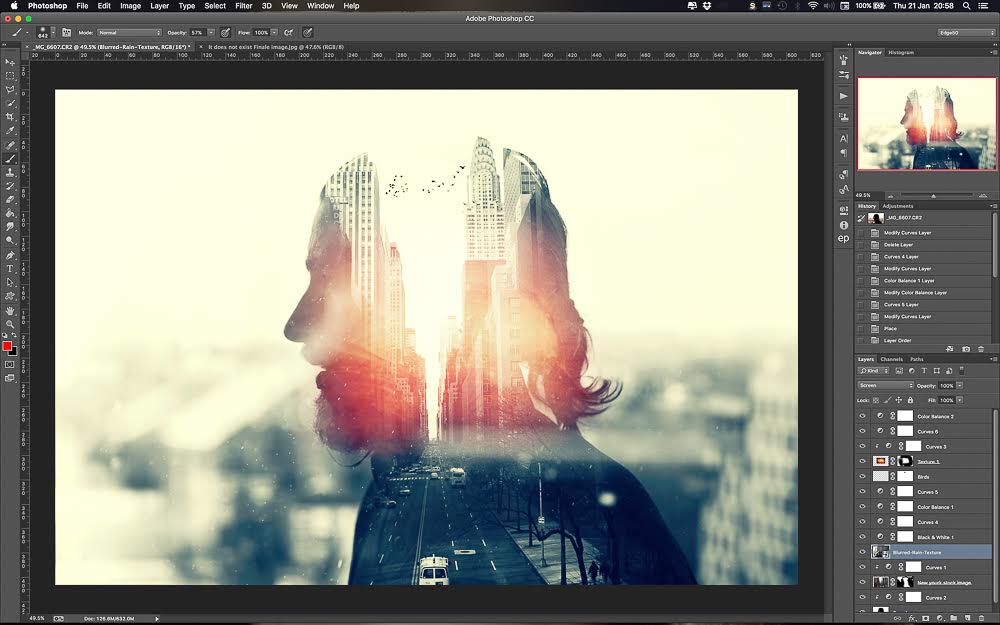 Photoshop File Edit Image Layer Type Select Filter 3D View Window Help 100% Thu 21 Jan 20:58
Adobe Photoshop CC
642 Mode: Normal Opacity: 57% Flow: 100% Edge50
_MG_6607.CR2 @ 49.5% (Blurred-Rain-Texture, RGB/16*) * It does not exist Finale image.jpg @ 47.6% (RGB/8)
Navigator Histogram
49.5%
History Adjustments
_MG_6607.CR2
Modify Curves Layer
Delete Layer
Curves 4 Layer
Modify Curves Layer
Color Balance 1 Layer
Modify Color Balance Layer
Curves 5 Layer
Modify Curves Layer
Place
Layer Order
Layers Channels Paths
Kind
Screen Opacity: 100%
Lock: Fill: 100%
Color Balance 2
Curves 6
Curves 3
Texture 1
Birds
Curves 5
Color Balance 1
Curves 4
Black & White 1
Blurred-Rain-Texture
Curves 1
New yourk stock image
Curves 2
49.5% Doc: 126.6M/632.0M